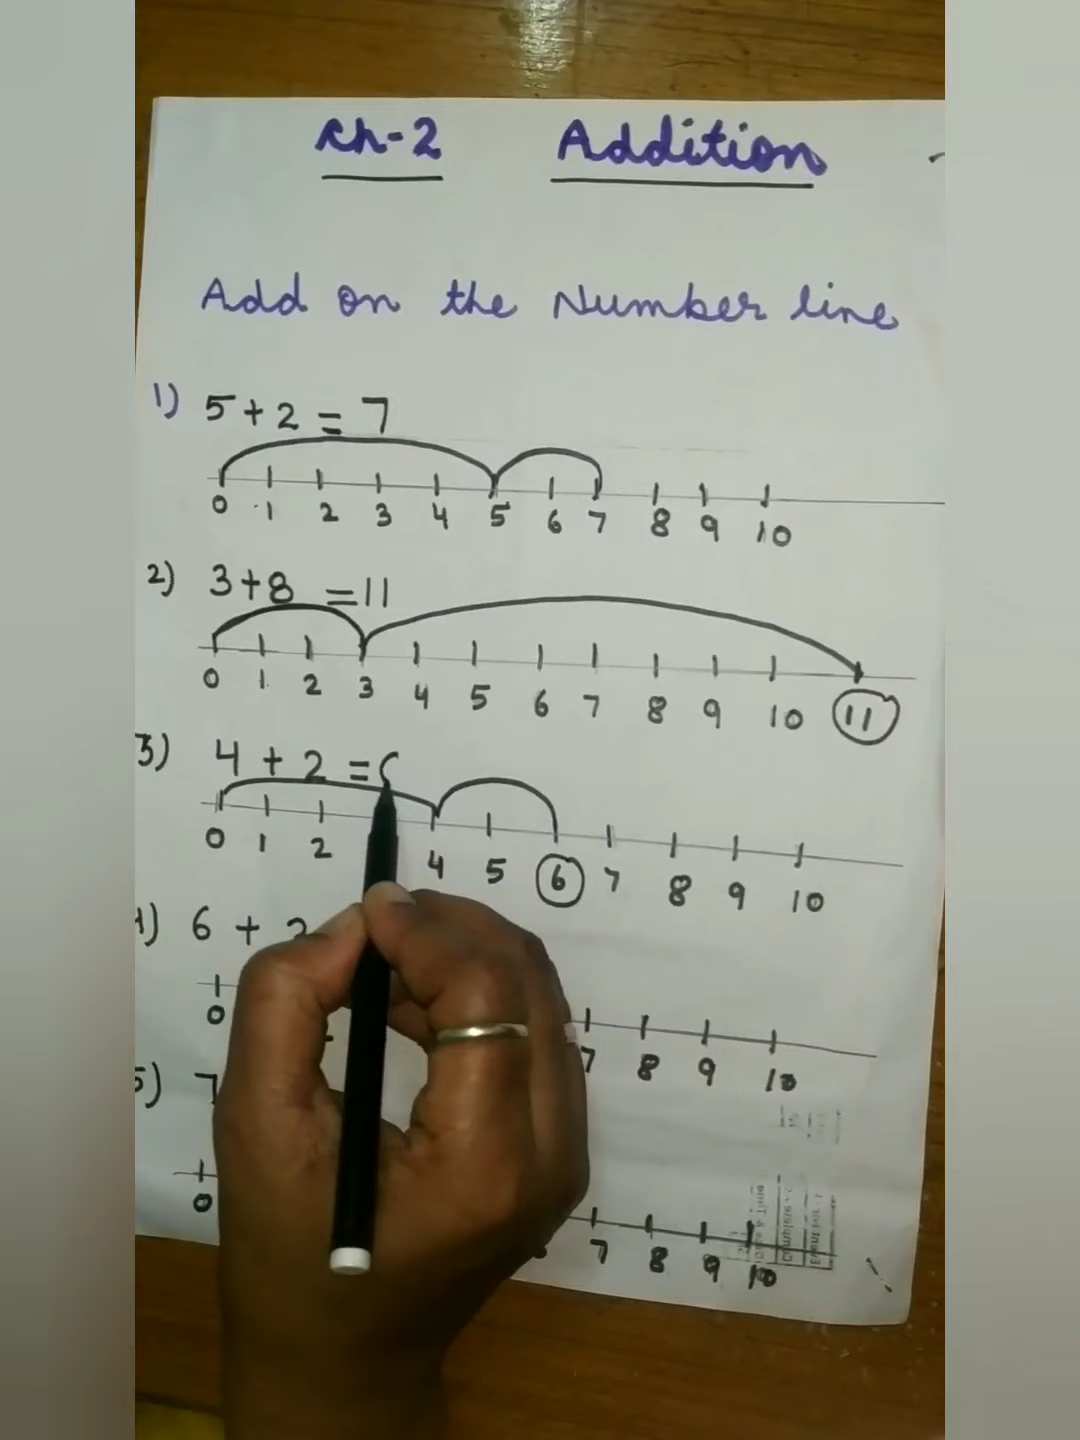 Ch-2 Addition
Add on the Number line
1) 5+2 = 7
0 1 2 3 4 5 6 7 8 9 10
2) 3+8 =11
0 1 2 3 4 5 6 7 8 9 10 11
3) 4 + 2 =
0 1 2 4 5 6 7 8 9 10
6 +
0 7 8 9 10
5) 7
0 7 8 9 10